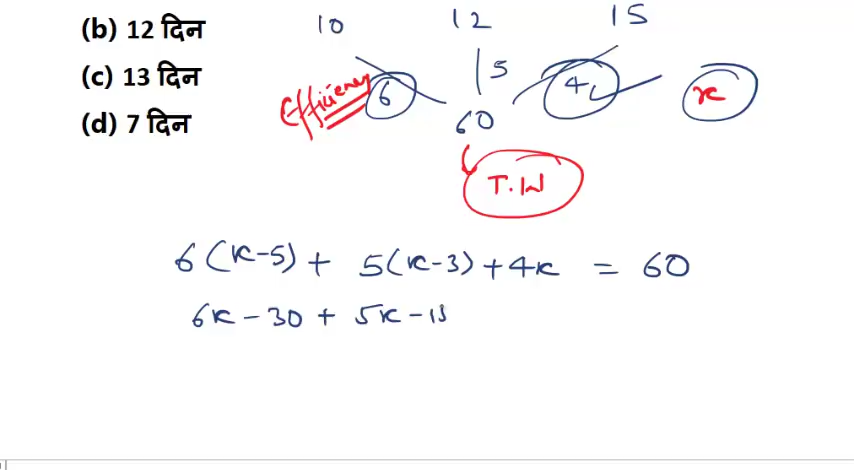 (b) 12 दिन
(c) 13 दिन
(d) 7 दिन
10 12 15
Efficiency 6 5 4 x
60
T.W
6(x-5) + 5(x-3) + 4x = 60
6x - 30 + 5x - 15